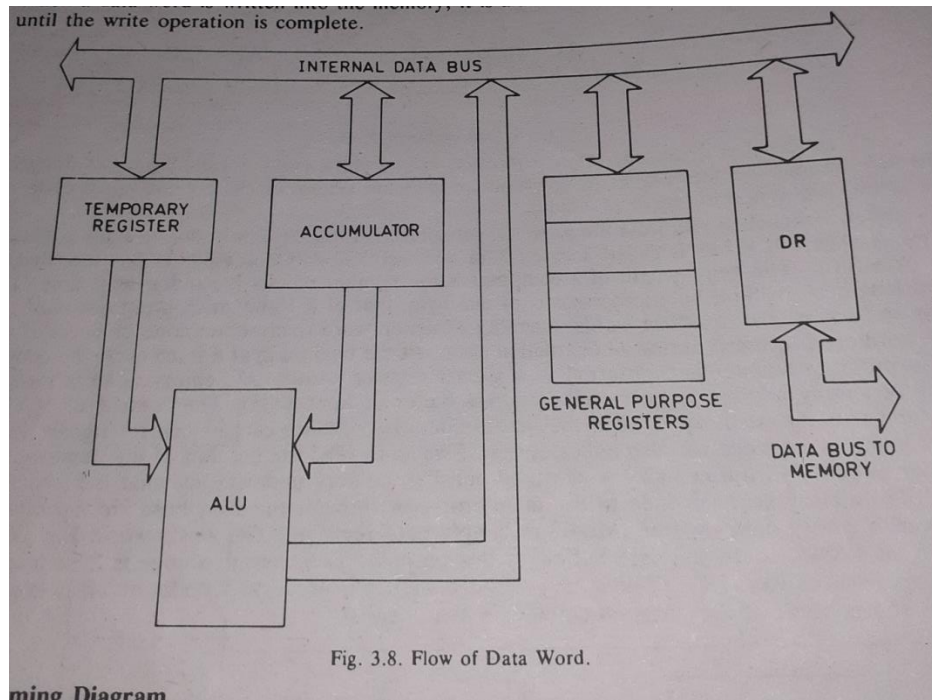 until the write operation is complete.
INTERNAL DATA BUS
TEMPORARY
REGISTER
ACCUMULATOR
DR
GENERAL PURPOSE
REGISTERS
DATA BUS TO
MEMORY
ALU
Fig. 3.8. Flow of Data Word.
ming Diagram